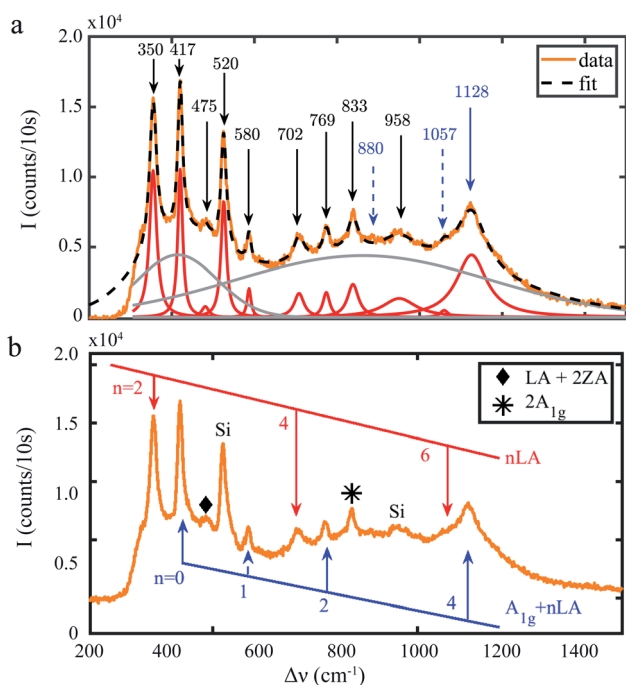 a
x10⁴
2.0
1.5
1.0
0.5
0
I (counts/10s)
350
417
475
520
580
702
769
833
880
958
1057
1128
data
fit
b
x10⁴
2.0
1.5
1.0
0.5
0
I (counts/10s)
n=2
4
6
nLA
Si
Si
LA + 2ZA
2A₁g
n=0
1
2
4
A₁g+nLA
200 400 600 800 1000 1200 1400
Δν (cm⁻¹)